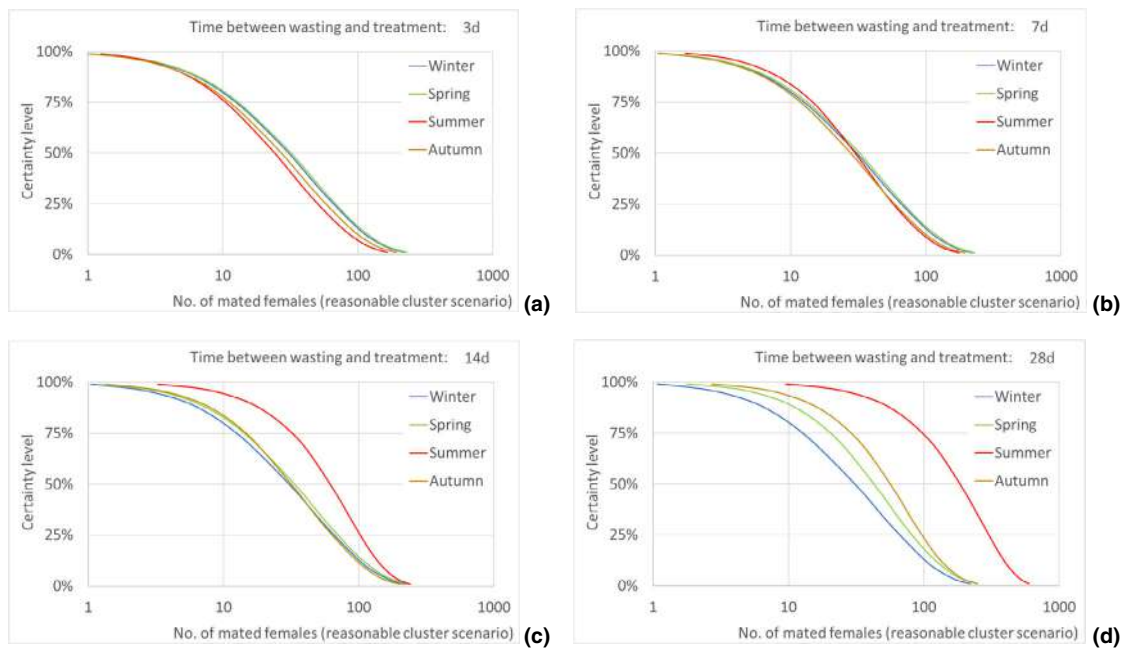 Time between wasting and treatment: 3d
100%
75%
50%
25%
0%
Certainty level
Winter
Spring
Summer
Autumn
1 10 100 1000
No. of mated females (reasonable cluster scenario)
(a)
Time between wasting and treatment: 7d
100%
75%
50%
25%
0%
Certainty level
Winter
Spring
Summer
Autumn
1 10 100 1000
No. of mated females (reasonable cluster scenario)
(b)
Time between wasting and treatment: 14d
100%
75%
50%
25%
0%
Certainty level
Winter
Spring
Summer
Autumn
1 10 100 1000
No. of mated females (reasonable cluster scenario)
(c)
Time between wasting and treatment: 28d
100%
75%
50%
25%
0%
Certainty level
Winter
Spring
Summer
Autumn
1 10 100 1000
No. of mated females (reasonable cluster scenario)
(d)